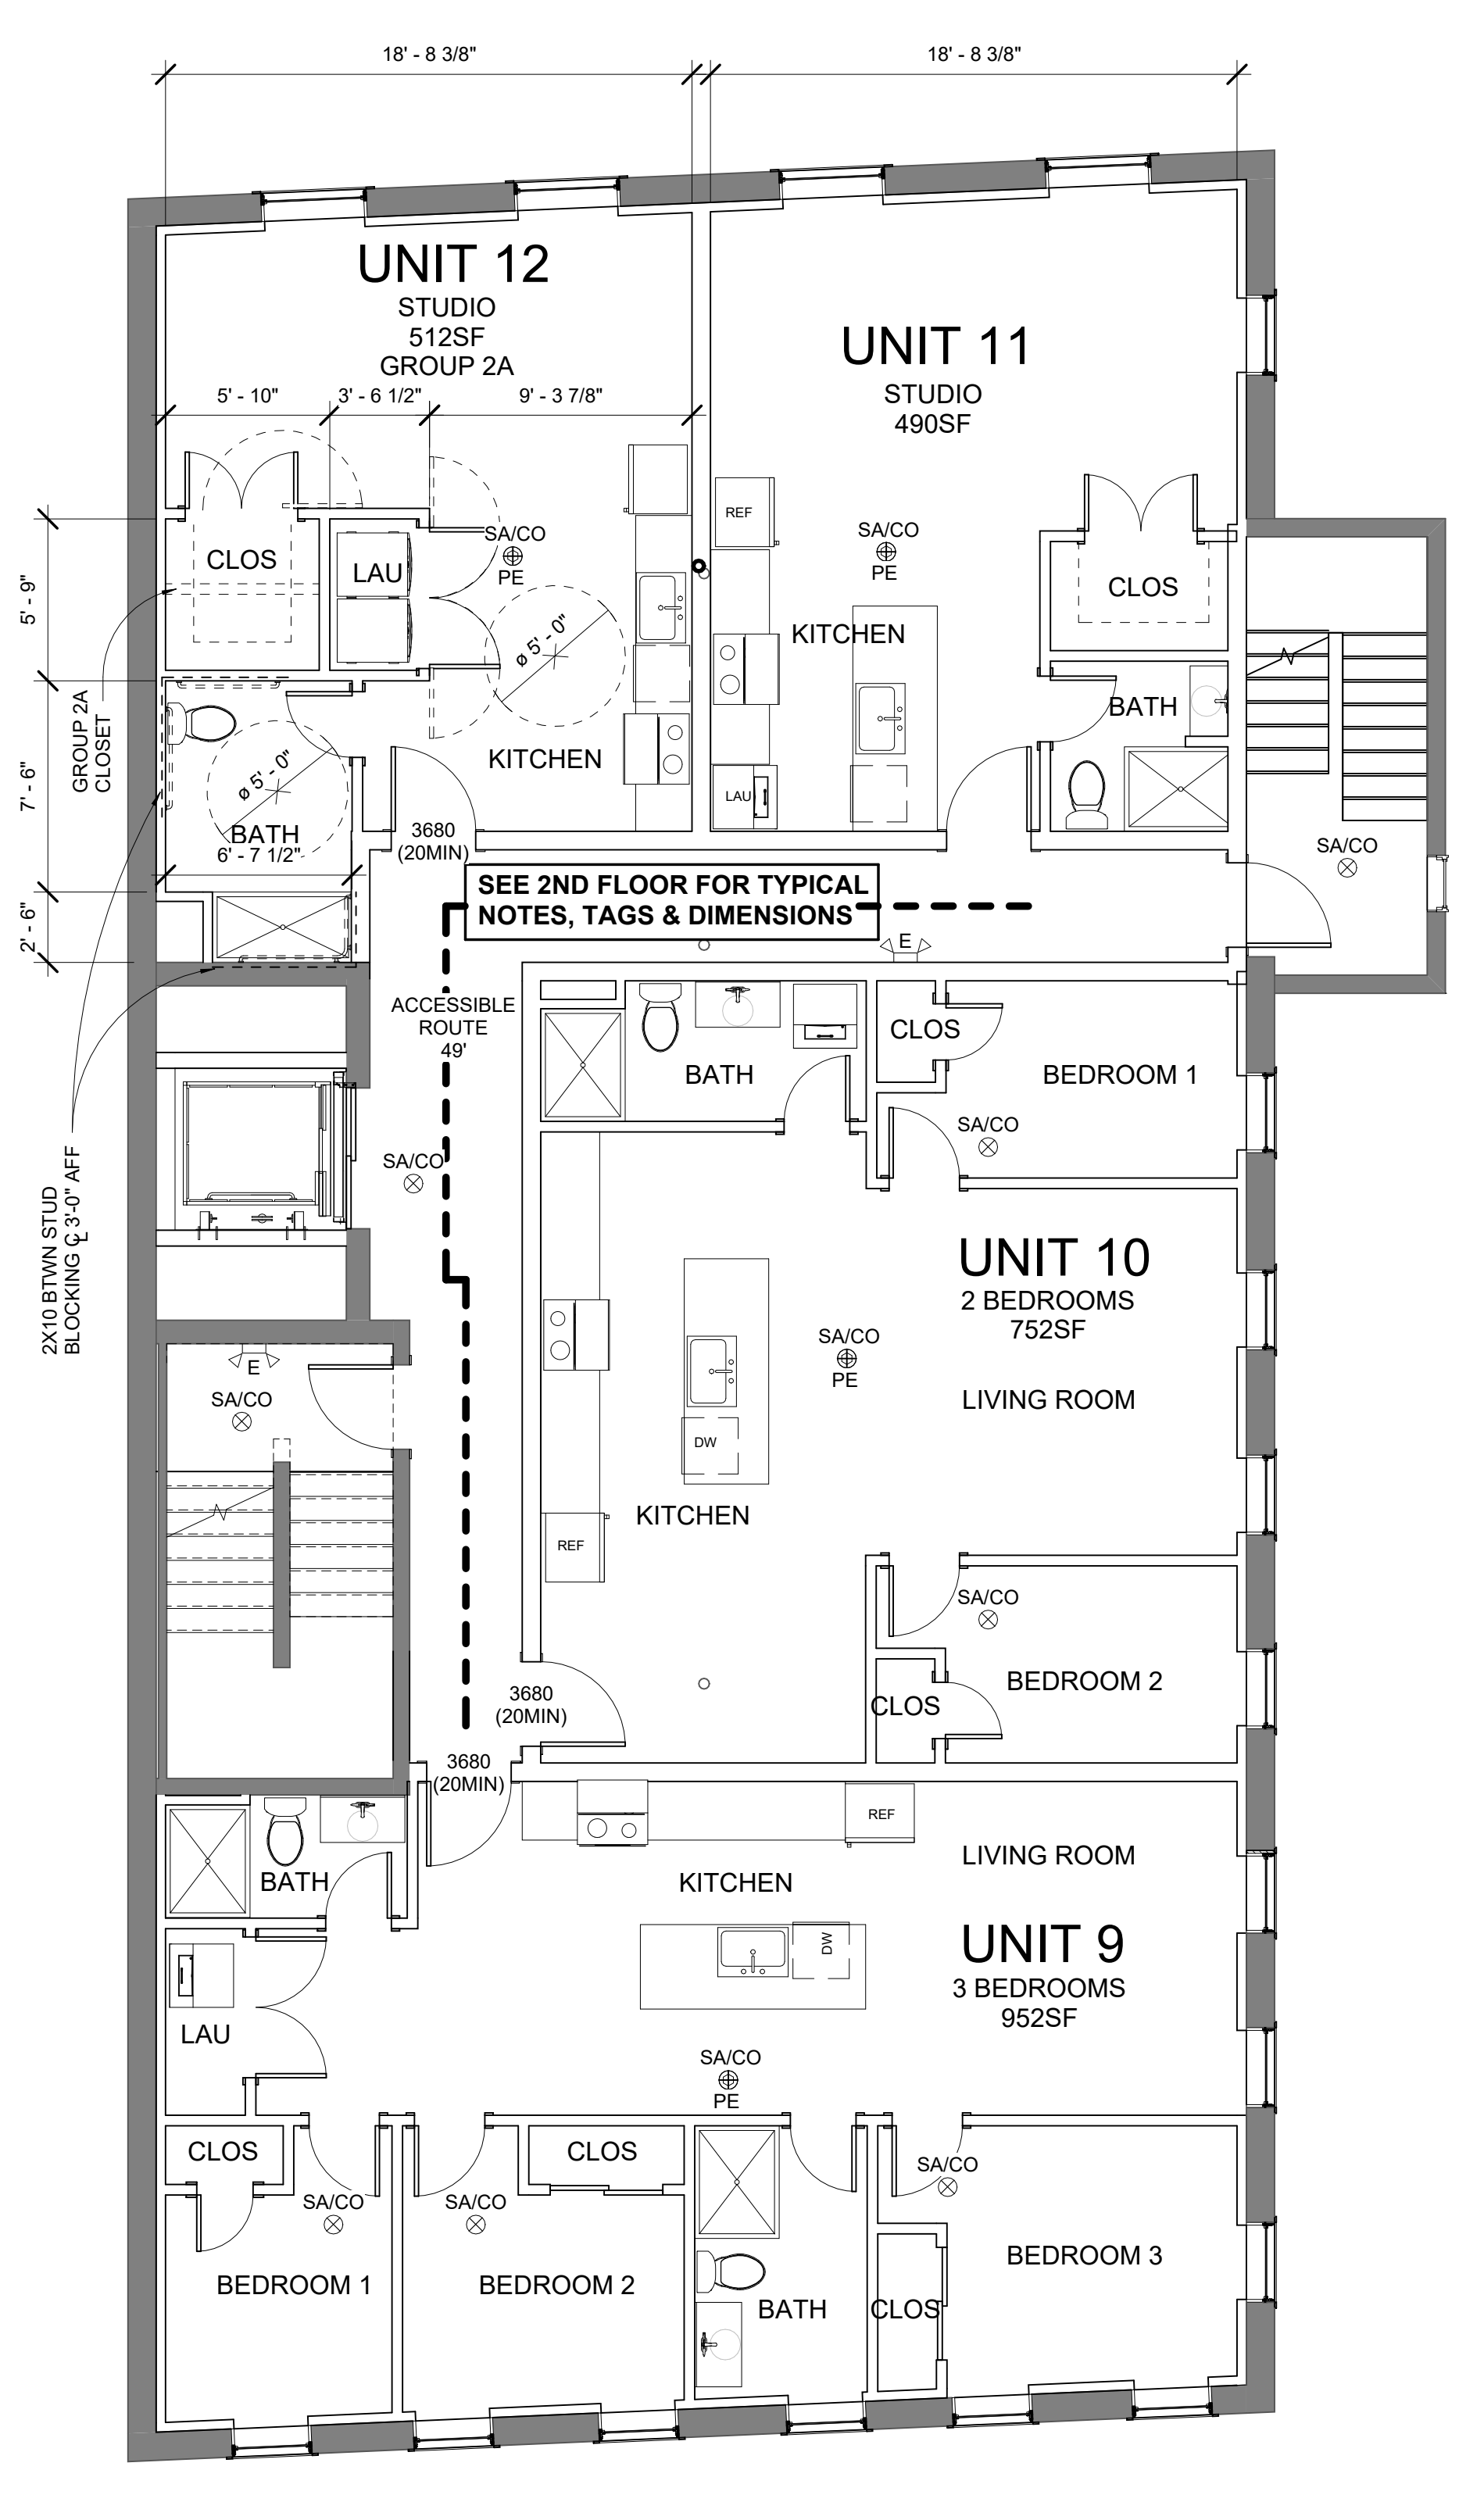 18' - 8 3/8"
18' - 8 3/8"
UNIT 12
STUDIO
512SF
GROUP 2A
5' - 10"
3' - 6 1/2"
9' - 3 7/8"
UNIT 11
STUDIO
490SF
CLOS
LAU
SA/CO
PE
REF
SA/CO
PE
CLOS
5' - 9"
ø 5' - 0"
KITCHEN
GROUP 2A
CLOSET
BATH
7' - 6"
ø 5' - 0"
KITCHEN
LAU
BATH
6' - 7 1/2"
3680
(20MIN)
SA/CO
2' - 6"
SEE 2ND FLOOR FOR TYPICAL
NOTES, TAGS & DIMENSIONS
E
ACCESSIBLE
ROUTE
49'
BATH
CLOS
BEDROOM 1
SA/CO
SA/CO
2X10 BTWN STUD
BLOCKING ℄ 3'-0" AFF
UNIT 10
2 BEDROOMS
752SF
SA/CO
PE
LIVING ROOM
E
SA/CO
DW
KITCHEN
REF
SA/CO
BEDROOM 2
CLOS
3680
(20MIN)
3680
(20MIN)
REF
LIVING ROOM
BATH
KITCHEN
UNIT 9
3 BEDROOMS
952SF
DW
LAU
SA/CO
PE
CLOS
CLOS
SA/CO
SA/CO
SA/CO
BEDROOM 1
BEDROOM 2
BATH
CLOS
BEDROOM 3